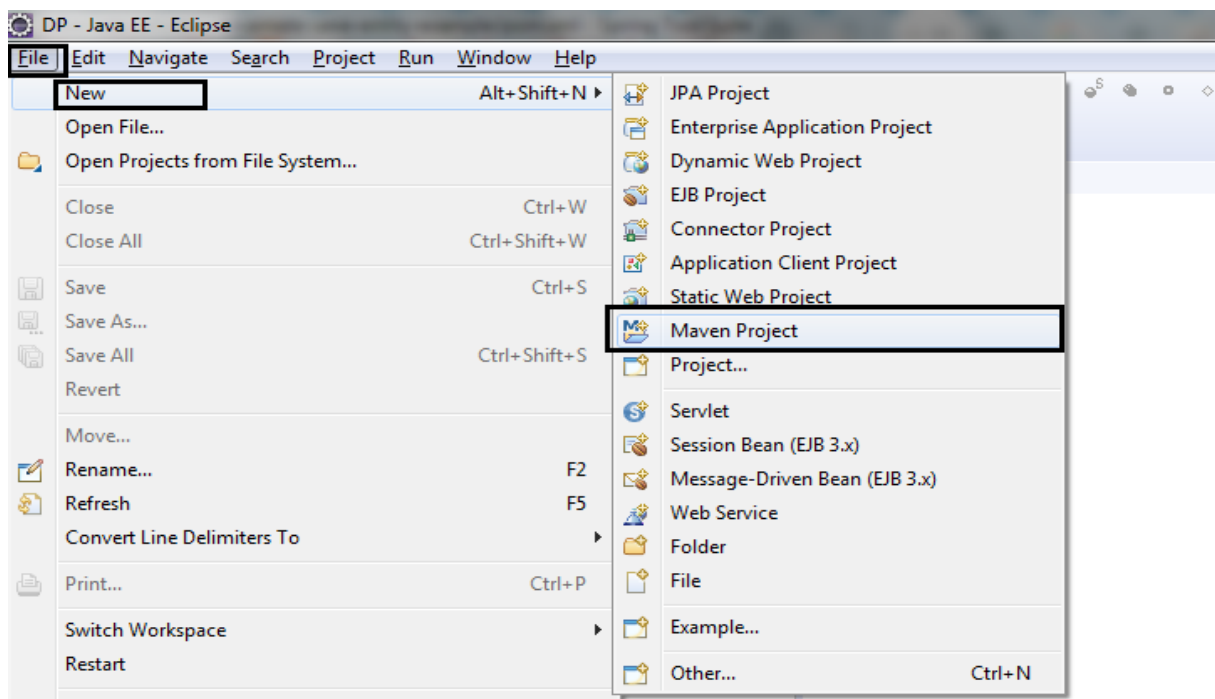 DP - Java EE - Eclipse
File Edit Navigate Search Project Run Window Help
New Alt+Shift+N
Open File...
Open Projects from File System...
Close Ctrl+W
Close All Ctrl+Shift+W
Save Ctrl+S
Save As...
Save All Ctrl+Shift+S
Revert
Move...
Rename... F2
Refresh F5
Convert Line Delimiters To
Print... Ctrl+P
Switch Workspace
Restart
JPA Project
Enterprise Application Project
Dynamic Web Project
EJB Project
Connector Project
Application Client Project
Static Web Project
Maven Project
Project...
Servlet
Session Bean (EJB 3.x)
Message-Driven Bean (EJB 3.x)
Web Service
Folder
File
Example...
Other... Ctrl+N